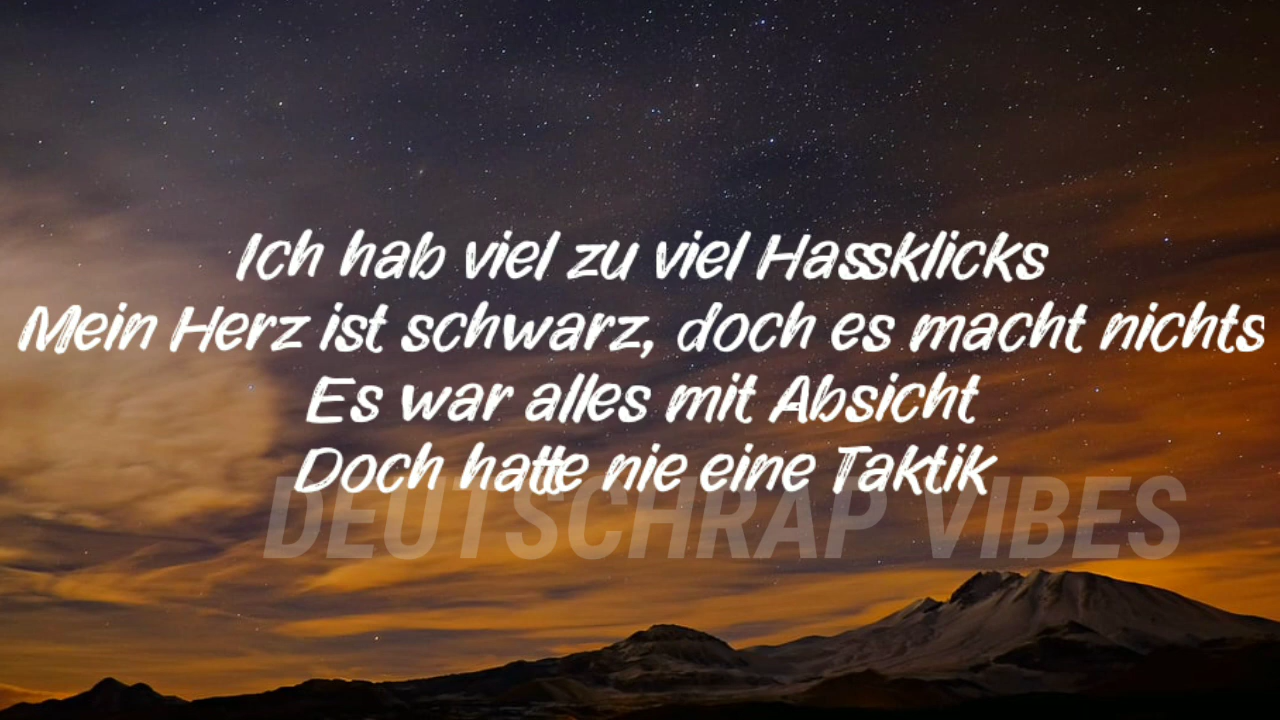 Ich hab viel zu viel Hassklicks
Mein Herz ist schwarz, doch es macht nichts
Es war alles mit Absicht
Doch hatte nie eine Taktik
DEUTSCHRAP VIBES